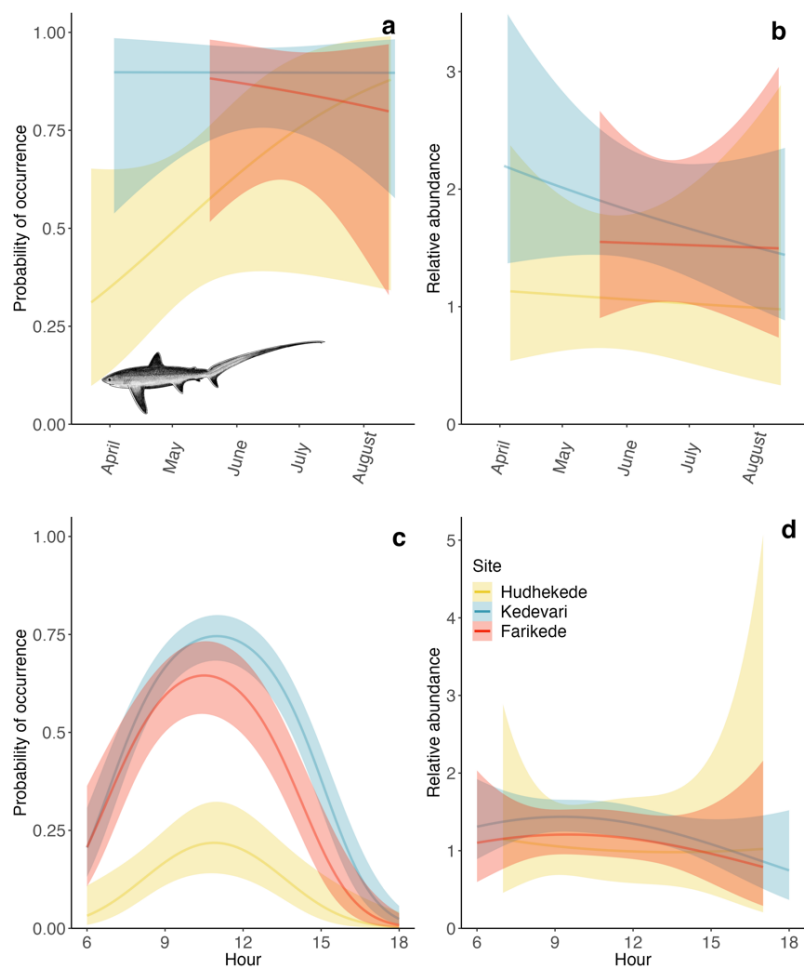 a
1.00
0.75
0.50
0.25
0.00
Probability of occurrence
April
May
June
July
August
b
3
2
1
0
Relative abundance
April
May
June
July
August
c
1.00
0.75
0.50
0.25
0.00
Probability of occurrence
6
9
12
15
18
Hour
d
5
4
3
2
1
0
Relative abundance
Site
Hudhekede
Kedevari
Farikede
6
9
12
15
18
Hour